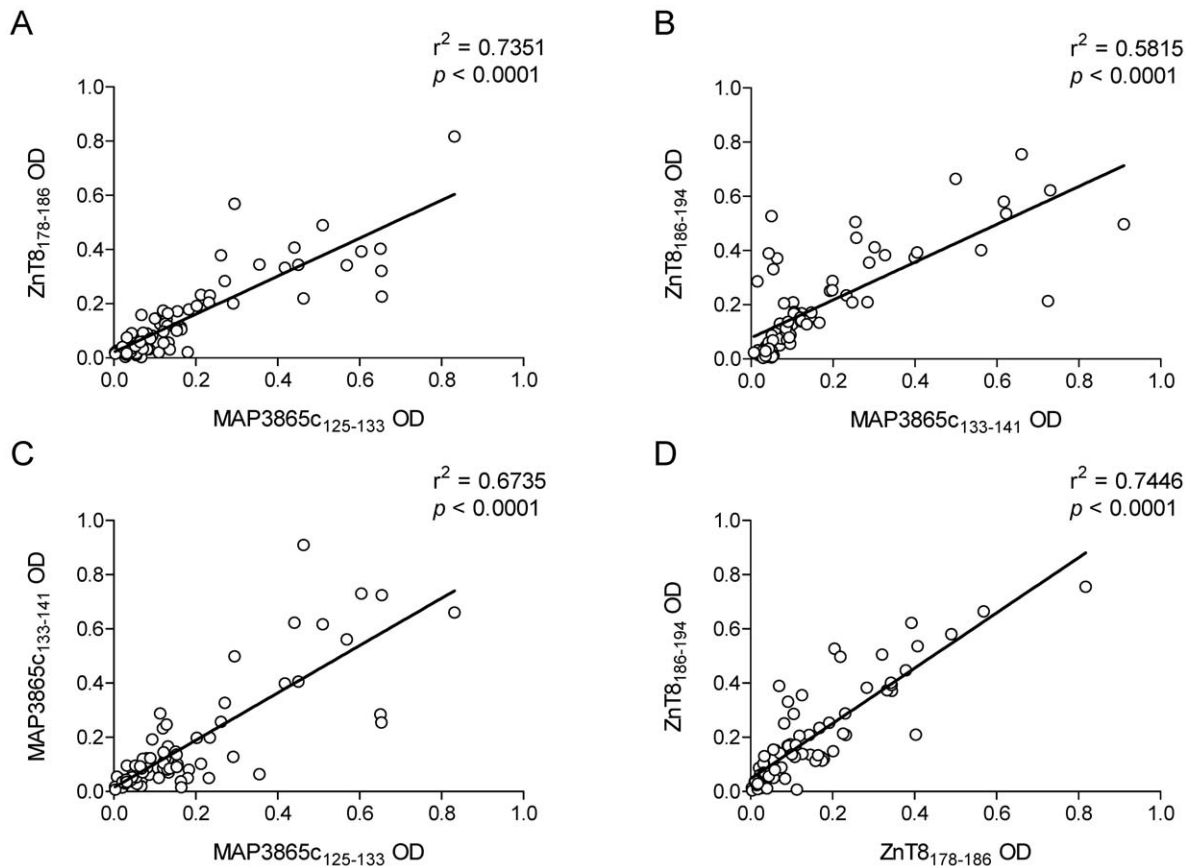 A
r² = 0.7351
p < 0.0001
1.0
0.8
0.6
0.4
0.2
0.0
ZnT8₁₇₈₋₁₈₆ OD
0.0 0.2 0.4 0.6 0.8 1.0
MAP3865c₁₂₅₋₁₃₃ OD
B
r² = 0.5815
p < 0.0001
1.0
0.8
0.6
0.4
0.2
0.0
ZnT8₁₈₆₋₁₉₄ OD
0.0 0.2 0.4 0.6 0.8 1.0
MAP3865c₁₃₃₋₁₄₁ OD
C
r² = 0.6735
p < 0.0001
1.0
0.8
0.6
0.4
0.2
0.0
MAP3865c₁₃₃₋₁₄₁ OD
0.0 0.2 0.4 0.6 0.8 1.0
MAP3865c₁₂₅₋₁₃₃ OD
D
r² = 0.7446
p < 0.0001
1.0
0.8
0.6
0.4
0.2
0.0
ZnT8₁₈₆₋₁₉₄ OD
0.0 0.2 0.4 0.6 0.8 1.0
ZnT8₁₇₈₋₁₈₆ OD